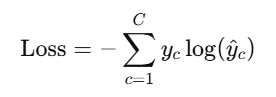 Loss = − ∑_{c=1}^{C} y_c log(ŷ_c)